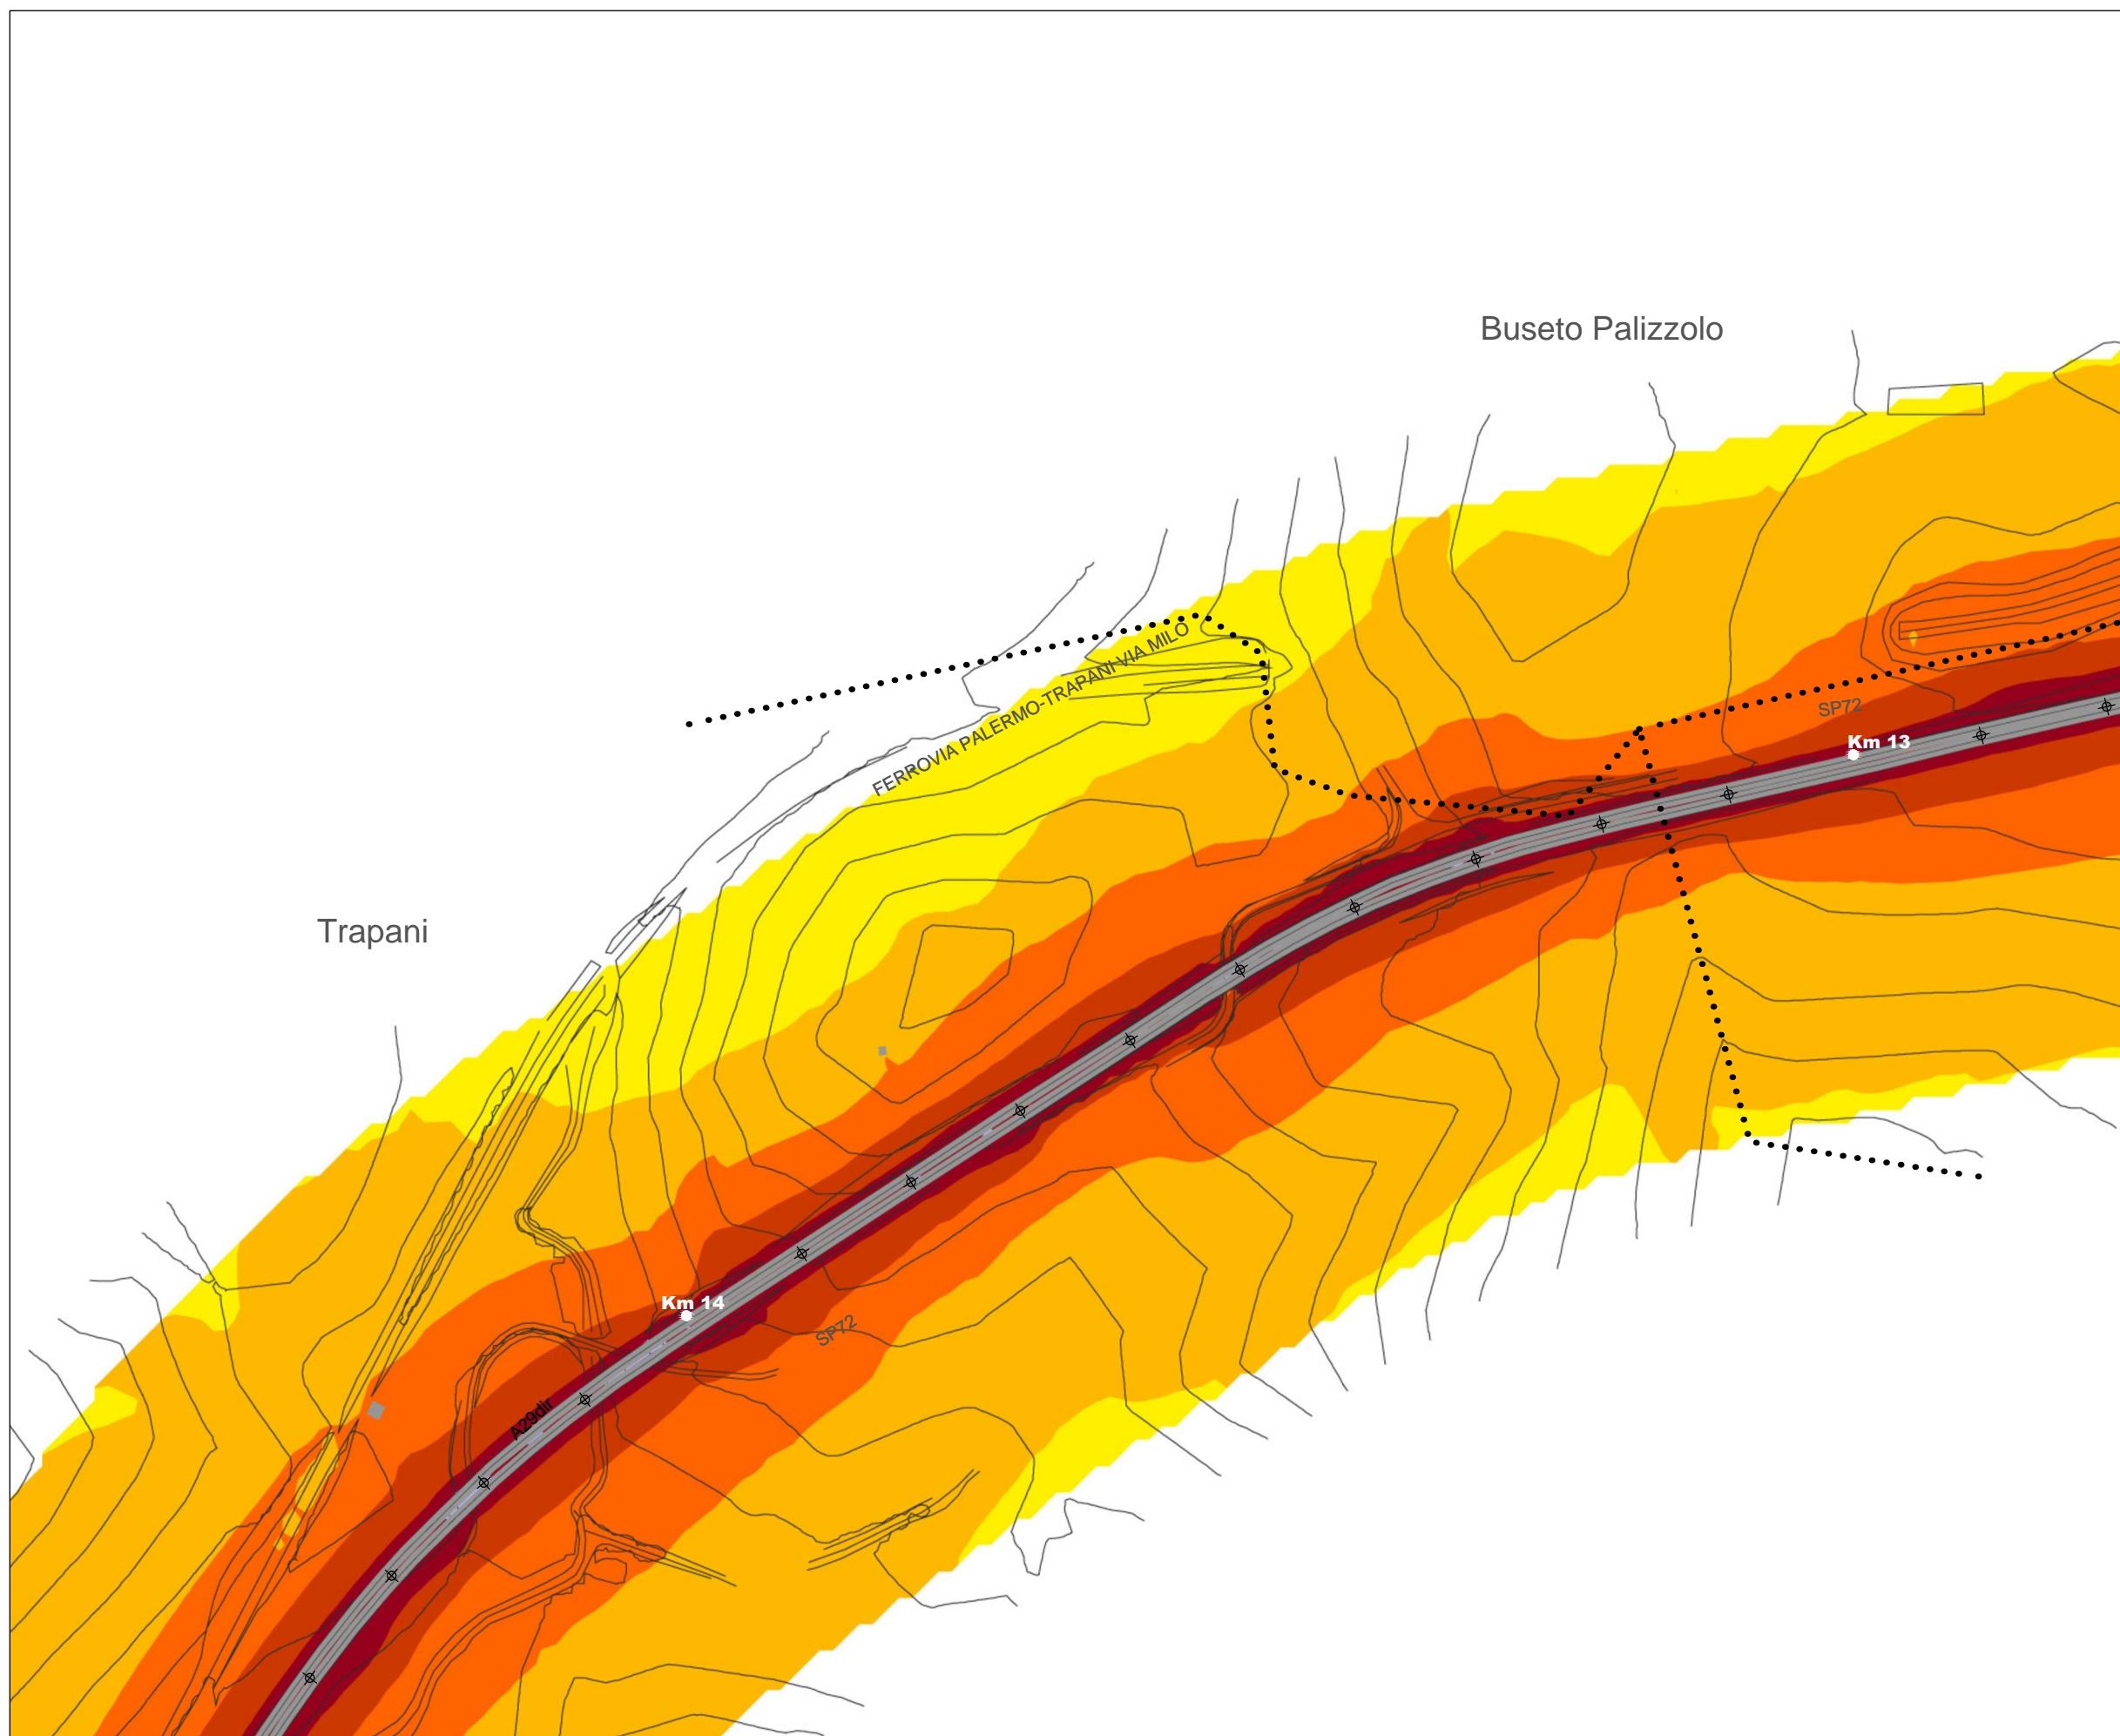 Buseto Palizzolo
FERROVIA PALERMO-TRAPANI VIA MILO
SP72
Km 13
Trapani
Km 14
SP72
A29dir